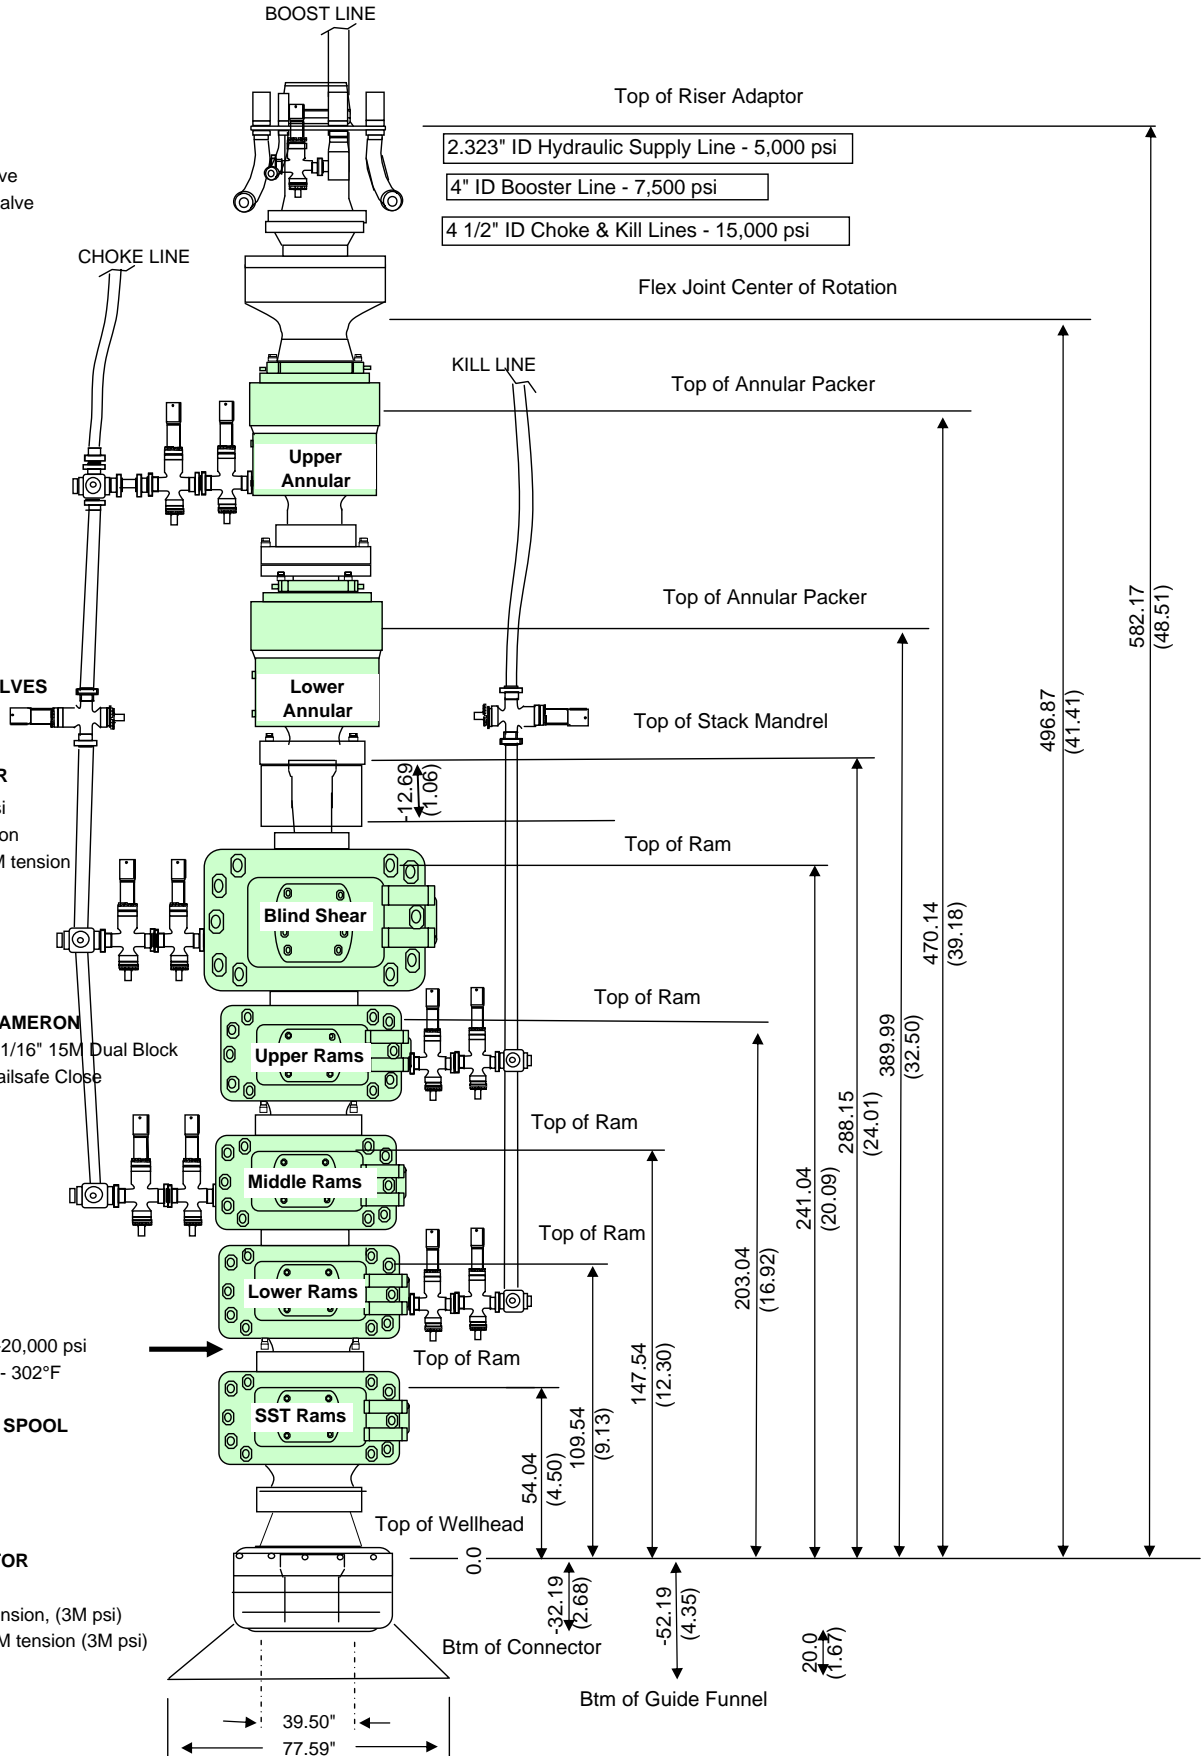 BOOST LINE
Top of Riser Adaptor
2.323" ID Hydraulic Supply Line - 5,000 psi
ve
4" ID Booster Line - 7,500 psi
alve
4 1/2" ID Choke & Kill Lines - 15,000 psi
CHOKE LINE
Flex Joint Center of Rotation
KILL LINE
Top of Annular Packer
Upper
Annular
Top of Annular Packer
582.17
(48.51)
LVES
Lower
Annular
Top of Stack Mandrel
496.87
(41.41)
R
-12.69
(1.06)
si
on
M tension
Top of Ram
Blind Shear
470.14
(39.18)
Top of Ram
AMERON
1/16" 15M Dual Block
ailsafe Close
Upper Rams
389.99
(32.50)
Top of Ram
288.15
(24.01)
Middle Rams
241.04
(20.09)
Top of Ram
203.04
(16.92)
Lower Rams
-20,000 psi
- 302°F
Top of Ram
147.54
(12.30)
SST Rams
SPOOL
109.54
(9.13)
54.04
(4.50)
Top of Wellhead
0.0
TOR
-32.19
(2.68)
-52.19
(4.35)
nsion, (3M psi)
M tension (3M psi)
Btm of Connector
20.0
(1.67)
Btm of Guide Funnel
39.50"
77.59"